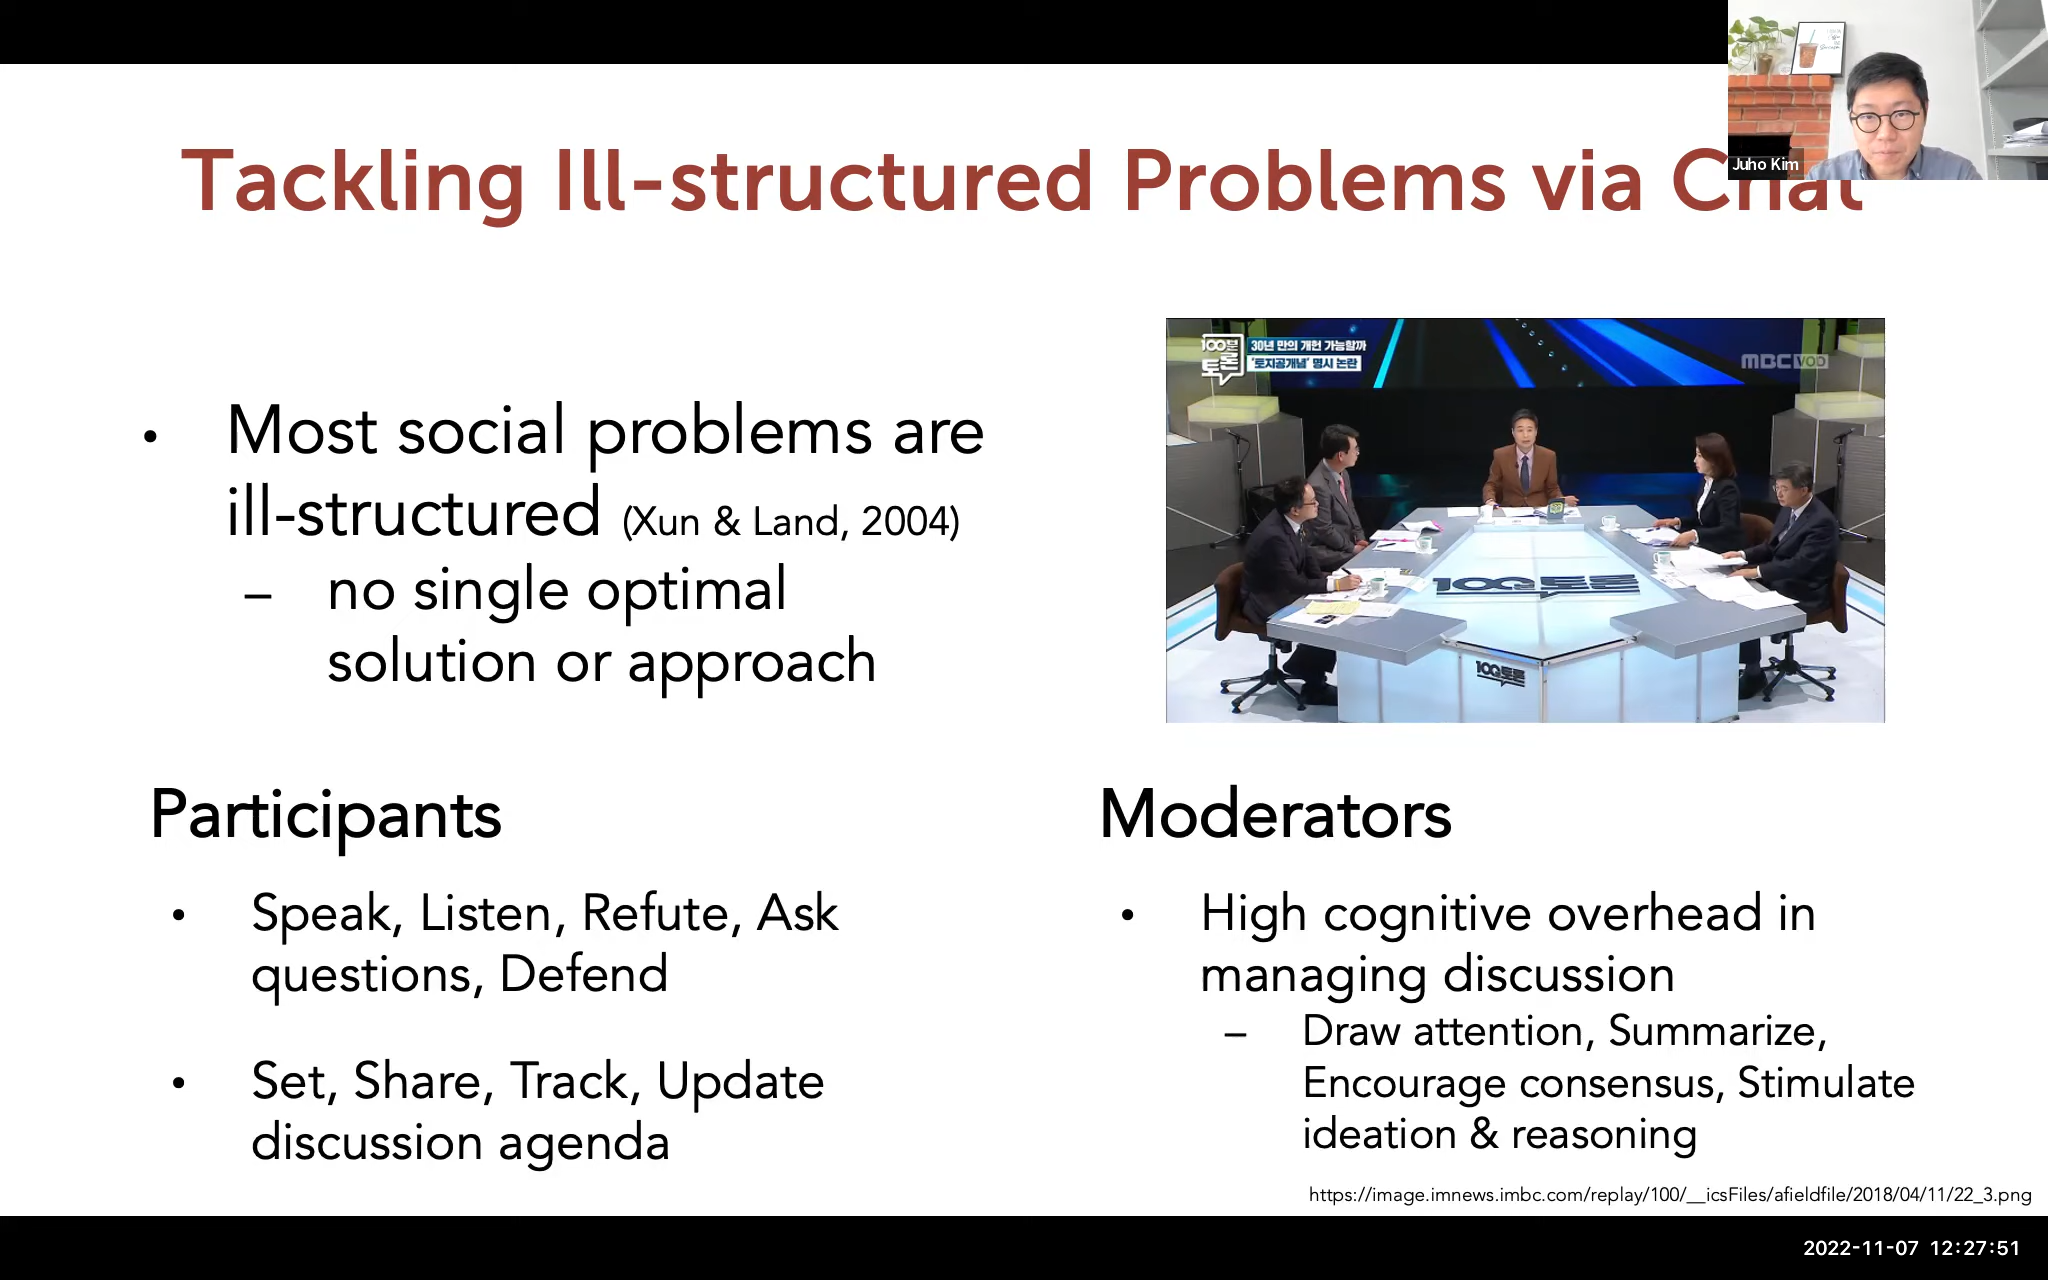 Juho Kim
Tackling Ill-structured Problems via Chat
• Most social problems are
ill-structured (Xun & Land, 2004)
– no single optimal
solution or approach
100분
토론
30년 만의 개헌 가능할까
'토지공개념' 명시 논란
MBC VOD
100분 토론
100분 토론
Participants
• Speak, Listen, Refute, Ask
questions, Defend
• Set, Share, Track, Update
discussion agenda
Moderators
• High cognitive overhead in
managing discussion
– Draw attention, Summarize,
Encourage consensus, Stimulate
ideation & reasoning
https://image.imnews.imbc.com/replay/100/__icsFiles/afieldfile/2018/04/11/22_3.png
2022-11-07 12:27:51